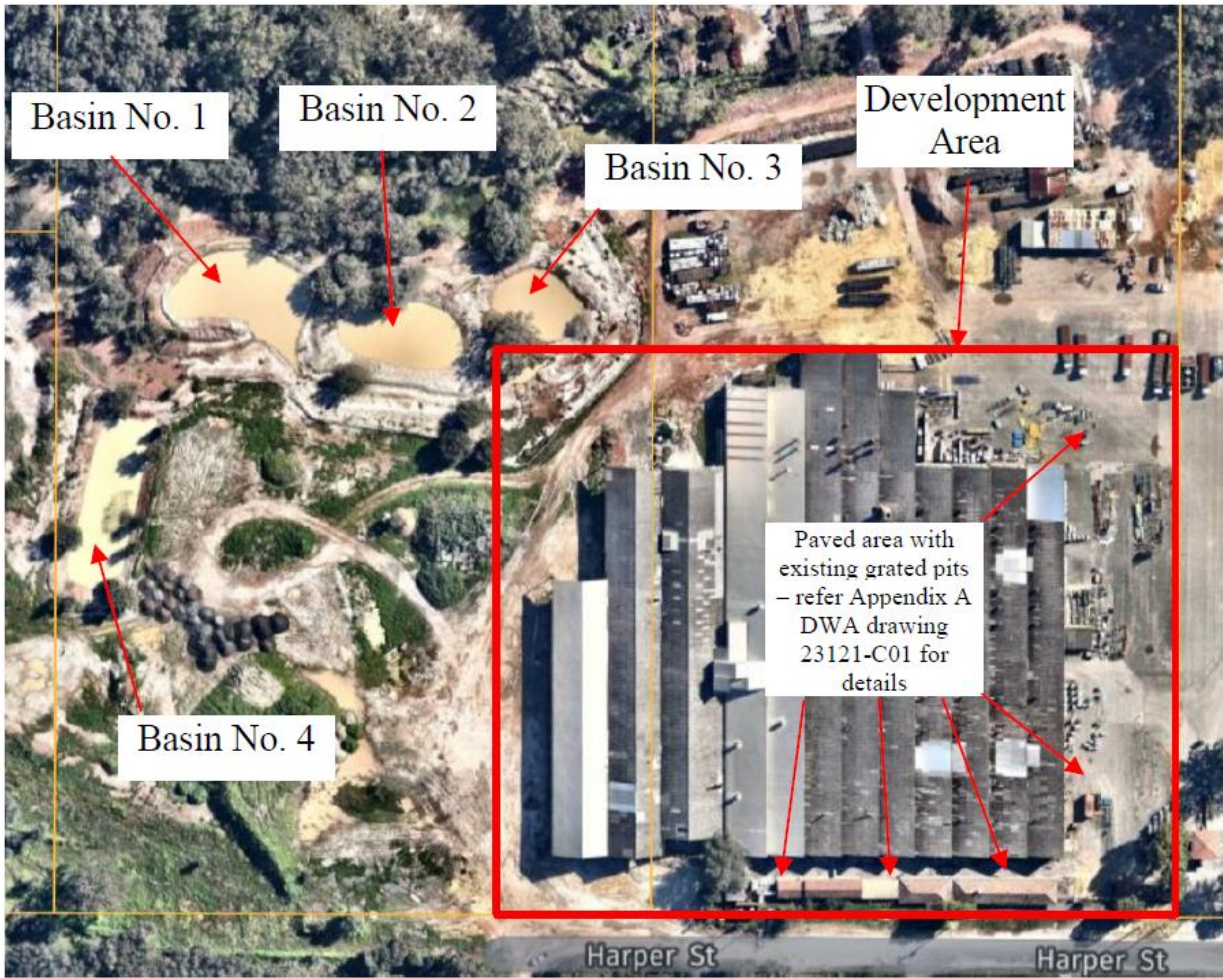 Basin No. 1
Basin No. 2
Basin No. 3
Development
Area
Paved area with
existing grated pits
– refer Appendix A
DWA drawing
23121-C01 for
details
Basin No. 4
Harper St
Harper St